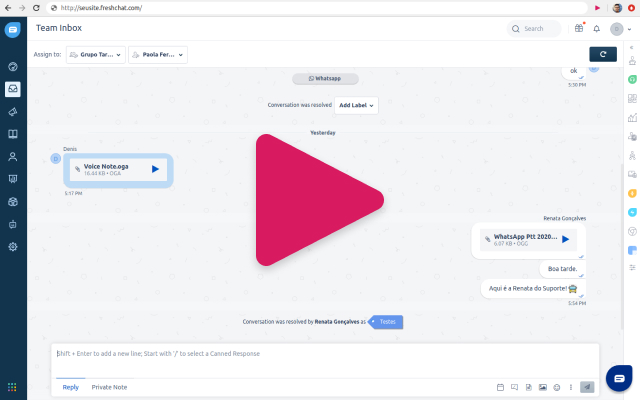 http://seusite.freshchat.com/
Team Inbox
Search
Assign to:
Grupo Tar...
Paola Fer...
ok
5:30 PM
Whatsapp
Conversation was resolved
Add Label
Yesterday
Denis
Voice Note.oga
16.44 KB • OGA
5:17 PM
Renata Gonçalves
WhatsApp Ptt 2020...
6.07 KB • OGG
Boa tarde.
Aqui é a Renata do Suporte!
5:54 PM
Conversation was resolved by Renata Gonçalves as
Testes
Shift + Enter to add a new line; Start with '/' to select a Canned Response
Reply
Private Note